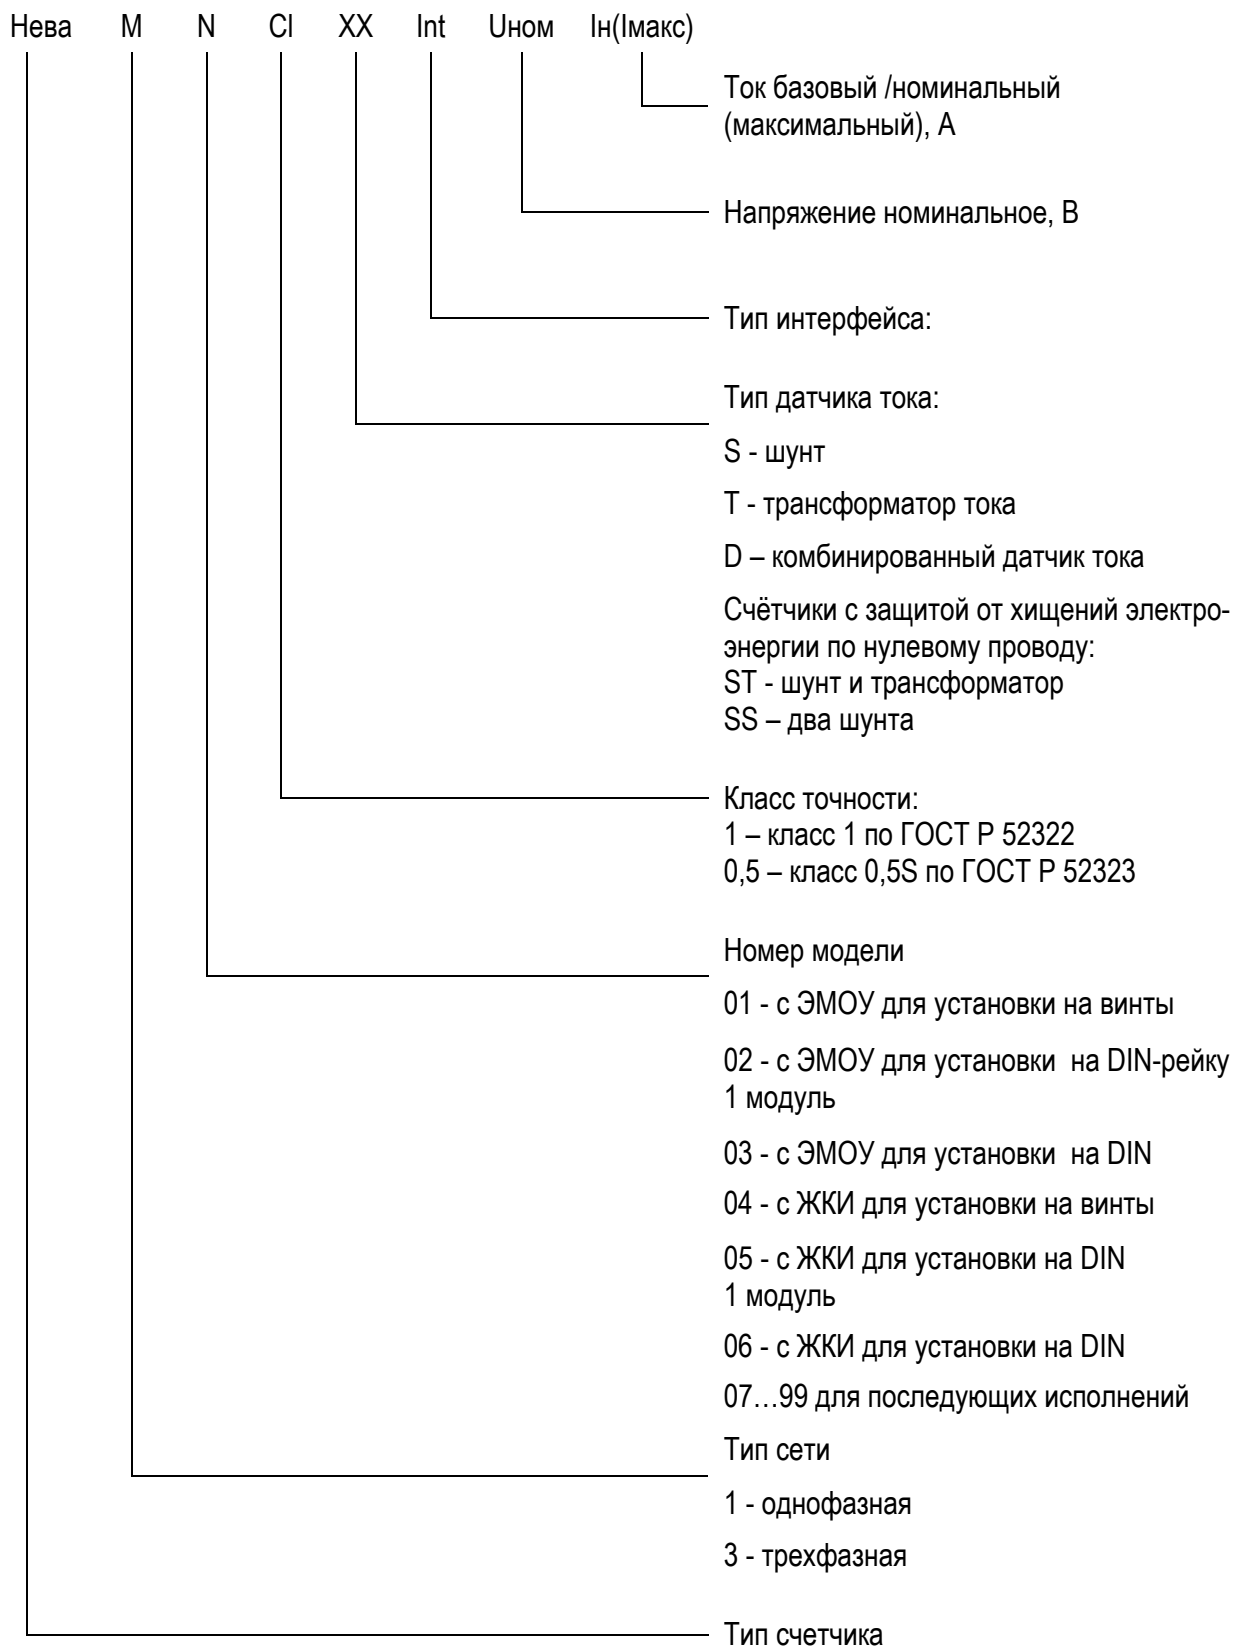 Нева М N Cl XX Int Uном Iн(Iмакс)
Ток базовый /номинальный
(максимальный), А
Напряжение номинальное, В
Тип интерфейса:
Тип датчика тока:
S - шунт
Т - трансформатор тока
D – комбинированный датчик тока
Счётчики с защитой от хищений электро-
энергии по нулевому проводу:
ST - шунт и трансформатор
SS – два шунта
Класс точности:
1 – класс 1 по ГОСТ Р 52322
0,5 – класс 0,5S по ГОСТ Р 52323
Номер модели
01 - с ЭМОУ для установки на винты
02 - с ЭМОУ для установки на DIN-рейку
1 модуль
03 - с ЭМОУ для установки на DIN
04 - с ЖКИ для установки на винты
05 - с ЖКИ для установки на DIN
1 модуль
06 - с ЖКИ для установки на DIN
07…99 для последующих исполнений
Тип сети
1 - однофазная
3 - трехфазная
Тип счетчика